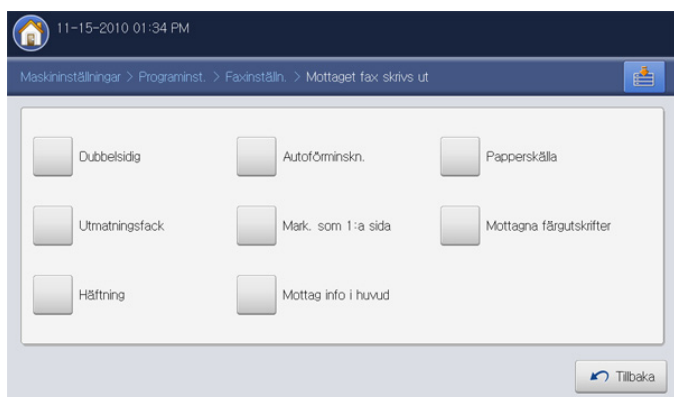 11-15-2010 01:34 PM
Maskininställningar > Programinst. > Faxinställn. > Mottaget fax skrivs ut
Dubbelsidig Autoförminskn. Papperskälla
Utmatningsfack Mark. som 1:a sida Mottagna färgutskrifter
Häftning Mottag info i huvud
Tillbaka